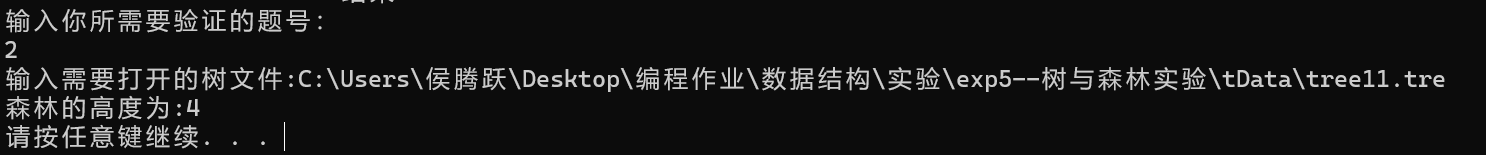 输入你所需要验证的题号:
2
输入需要打开的树文件:C:\Users\侯腾跃\Desktop\编程作业\数据结构\实验\exp5--树与森林实验\tData\tree11.tre
森林的高度为:4
请按任意键继续. . .